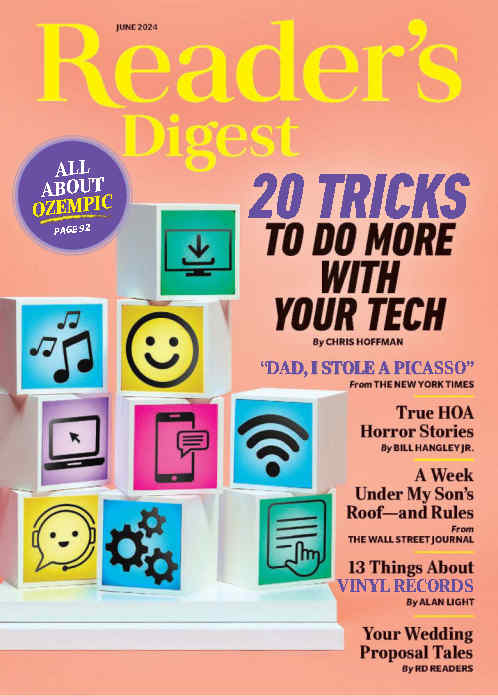 JUNE 2024
Reader's
Digest
ALL
ABOUT
OZEMPIC
PAGE 92
20 TRICKS
TO DO MORE
WITH
YOUR TECH
By CHRIS HOFFMAN
“DAD, I STOLE A PICASSO”
From THE NEW YORK TIMES
True HOA
Horror Stories
By BILL HANGLEY JR.
A Week
Under My Son's
Roof—and Rules
From
THE WALL STREET JOURNAL
13 Things About
VINYL RECORDS
By ALAN LIGHT
Your Wedding
Proposal Tales
By RD READERS